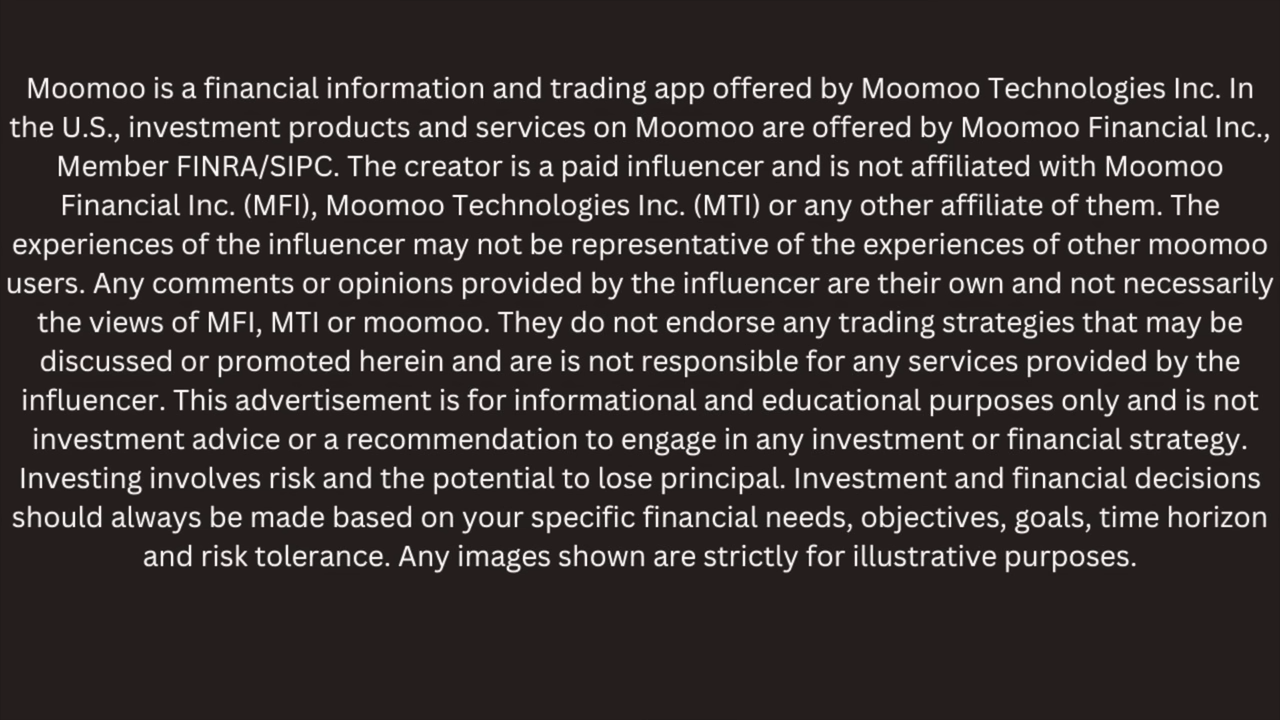 Moomoo is a financial information and trading app offered by Moomoo Technologies Inc. In
the U.S., investment products and services on Moomoo are offered by Moomoo Financial Inc.,
Member FINRA/SIPC. The creator is a paid influencer and is not affiliated with Moomoo
Financial Inc. (MFI), Moomoo Technologies Inc. (MTI) or any other affiliate of them. The
experiences of the influencer may not be representative of the experiences of other moomoo
users. Any comments or opinions provided by the influencer are their own and not necessarily
the views of MFI, MTI or moomoo. They do not endorse any trading strategies that may be
discussed or promoted herein and are is not responsible for any services provided by the
influencer. This advertisement is for informational and educational purposes only and is not
investment advice or a recommendation to engage in any investment or financial strategy.
Investing involves risk and the potential to lose principal. Investment and financial decisions
should always be made based on your specific financial needs, objectives, goals, time horizon
and risk tolerance. Any images shown are strictly for illustrative purposes.